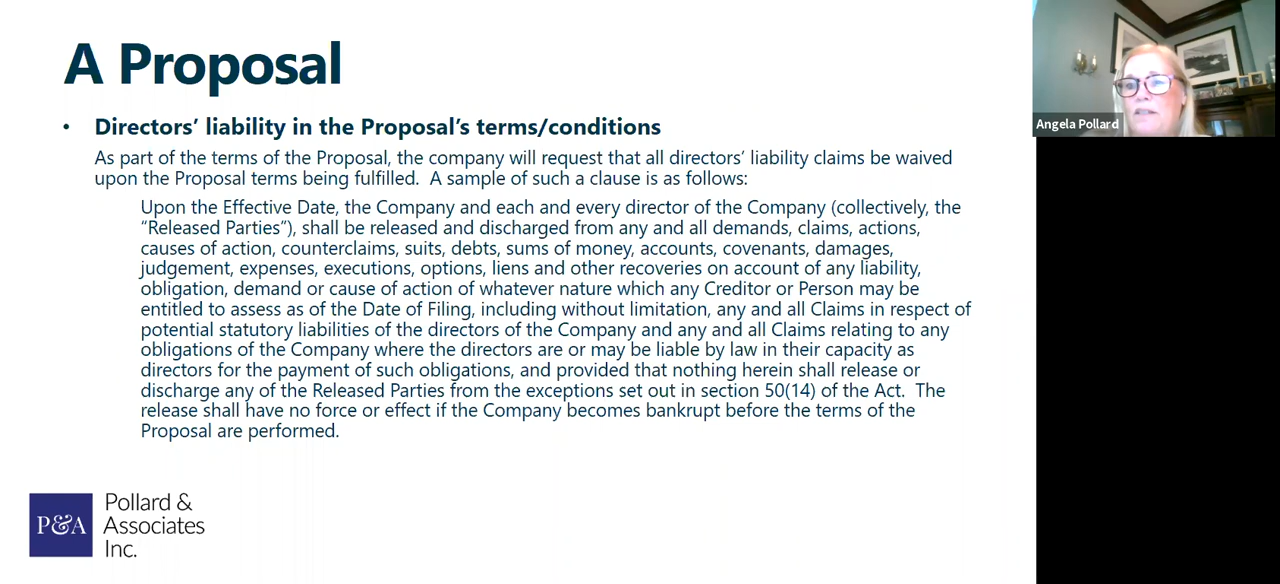 A Proposal
• Directors’ liability in the Proposal’s terms/conditions
As part of the terms of the Proposal, the company will request that all directors’ liability claims be waived
upon the Proposal terms being fulfilled. A sample of such a clause is as follows:
Upon the Effective Date, the Company and each and every director of the Company (collectively, the
“Released Parties”), shall be released and discharged from any and all demands, claims, actions,
causes of action, counterclaims, suits, debts, sums of money, accounts, covenants, damages,
judgement, expenses, executions, options, liens and other recoveries on account of any liability,
obligation, demand or cause of action of whatever nature which any Creditor or Person may be
entitled to assess as of the Date of Filing, including without limitation, any and all Claims in respect of
potential statutory liabilities of the directors of the Company and any and all Claims relating to any
obligations of the Company where the directors are or may be liable by law in their capacity as
directors for the payment of such obligations, and provided that nothing herein shall release or
discharge any of the Released Parties from the exceptions set out in section 50(14) of the Act. The
release shall have no force or effect if the Company becomes bankrupt before the terms of the
Proposal are performed.
Angela Pollard
P&A
Pollard &
Associates
Inc.